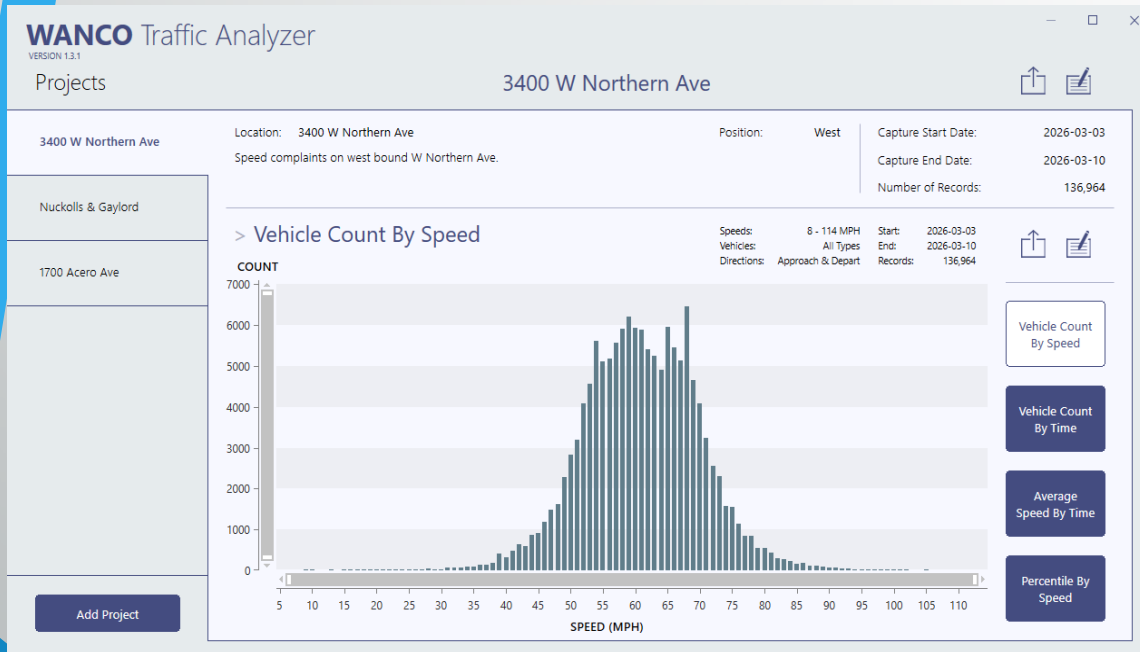 WANCO Traffic Analyzer
VERSION 1.3.1
Projects
3400 W Northern Ave
3400 W Northern Ave
Nuckolls & Gaylord
1700 Acero Ave
Add Project
Location: 3400 W Northern Ave
Speed complaints on west bound W Northern Ave.
Position: West
Capture Start Date: 2026-03-03
Capture End Date: 2026-03-10
Number of Records: 136,964
> Vehicle Count By Speed
Speeds: 8 - 114 MPH Start: 2026-03-03
Vehicles: All Types End: 2026-03-10
Directions: Approach & Depart Records: 136,964
COUNT
7000
6000
5000
4000
3000
2000
1000
0
5 10 15 20 25 30 35 40 45 50 55 60 65 70 75 80 85 90 95 100 105 110
SPEED (MPH)
Vehicle Count
By Speed
Vehicle Count
By Time
Average
Speed By Time
Percentile By
Speed